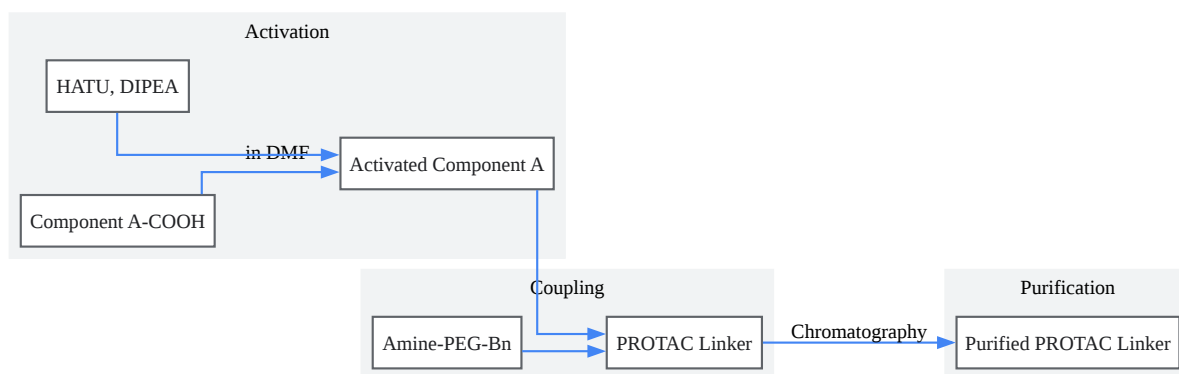 Activation
HATU, DIPEA
in DMF
Activated Component A
Component A-COOH
Coupling
Purification
Amine-PEG-Bn
PROTAC Linker
Chromatography
Purified PROTAC Linker